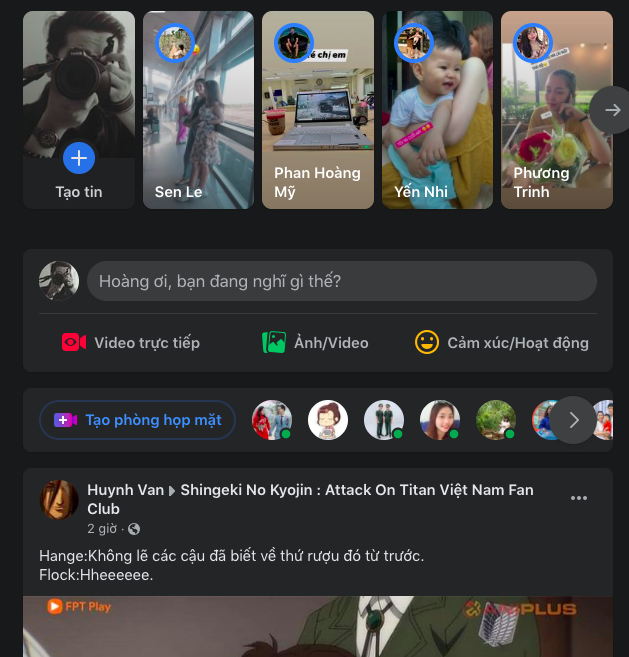 ẻ chị em
Tạo tin
Sen Le
Phan Hoàng
Mỹ
Yến Nhi
Phương
Trinh
Hoàng ơi, bạn đang nghĩ gì thế?
Video trực tiếp
Ảnh/Video
Cảm xúc/Hoạt động
Tạo phòng họp mặt
Huynh Van Shingeki No Kyojin : Attack On Titan Việt Nam Fan
Club
2 giờ ·
Hange:Không lẽ các cậu đã biết về thứ rượu đó từ trước.
Flock:Hheeeeee.
FPT Play
ANIPLUS